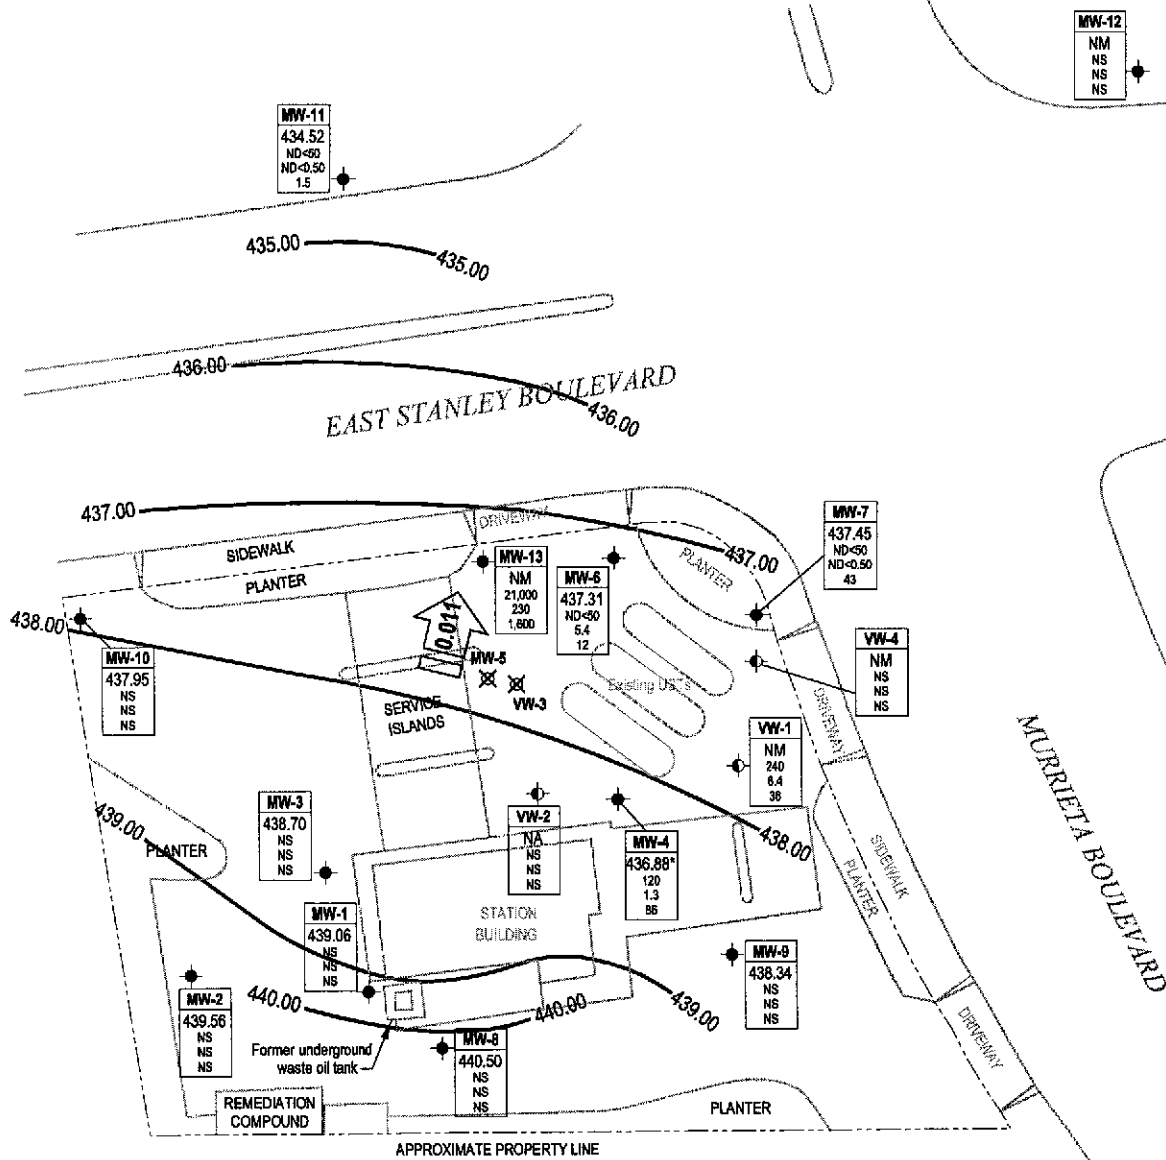 MW-12
NM
NS
NS
NS
MW-11
434.52
ND<50
ND<0.50
1.5
435.00
435.00
436.00
EAST STANLEY BOULEVARD
436.00
437.00
DRIVEWAY
SIDEWALK
PLANTER
MW-13
NM
21,000
230
1,600
MW-6
437.31
ND<50
5.4
12
PLANTER
437.00
MW-7
437.45
ND<50
ND<0.50
43
438.00
MW-10
437.95
NS
NS
NS
0.011
MW-5
VW-3
Existing USTs
SERVICE
ISLANDS
VW-4
NM
NS
NS
NS
DRIVEWAY
VW-1
NM
240
6.4
36
MURRIETA BOULEVARD
439.00
PLANTER
MW-3
438.70
NS
NS
NS
VW-2
NA
NS
NS
NS
MW-4
436.88*
120
1.3
86
438.00
SIDEWALK
PLANTER
STATION
BUILDING
MW-1
439.06
NS
NS
NS
MW-9
438.34
NS
NS
NS
MW-2
439.56
NS
NS
NS
440.00
440.00
439.00
DRIVEWAY
Former underground
waste oil tank
MW-8
440.50
NS
NS
NS
REMEDIATION
COMPOUND
PLANTER
APPROXIMATE PROPERTY LINE